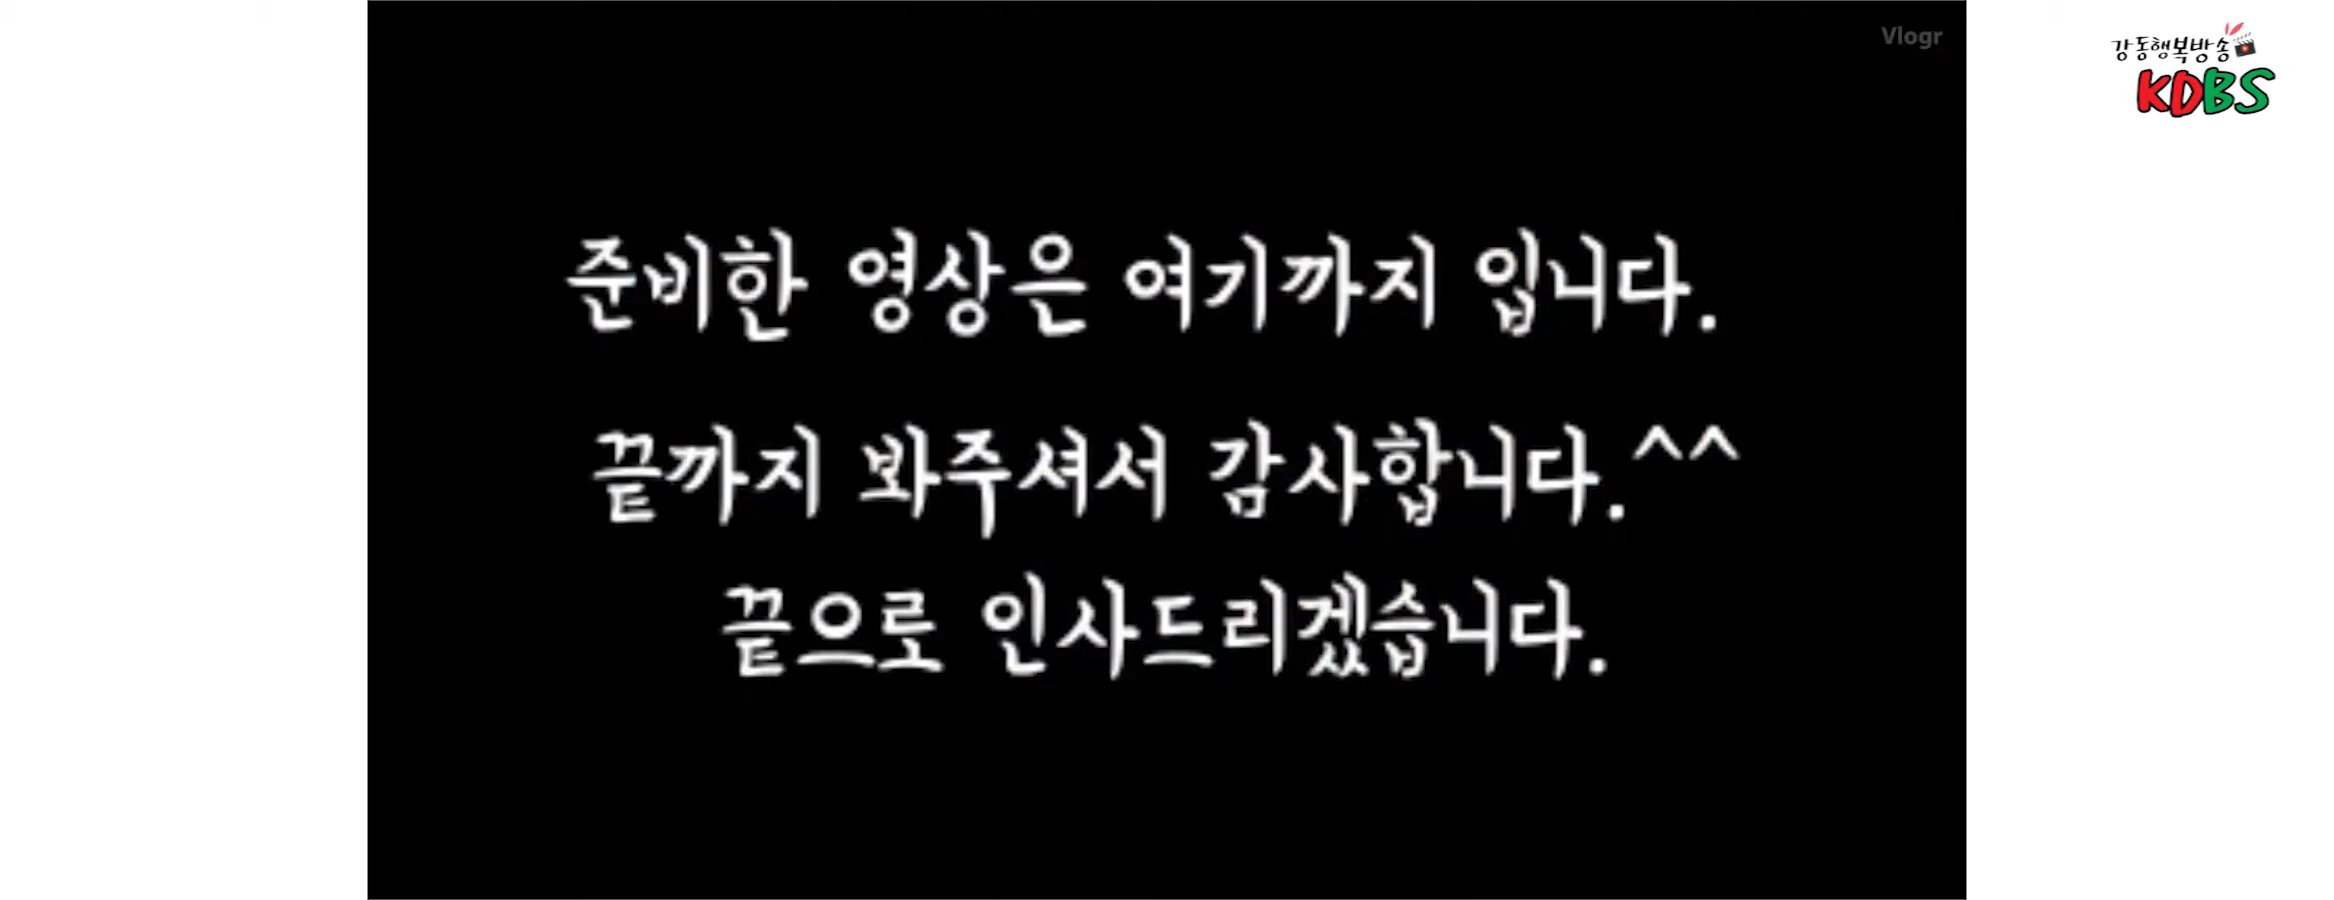 Vlogr
강동행복방송
KDBS
준비한 영상은 여기까지 입니다.
끝까지 봐주셔서 감사합니다.^^
끝으로 인사드리겠습니다.